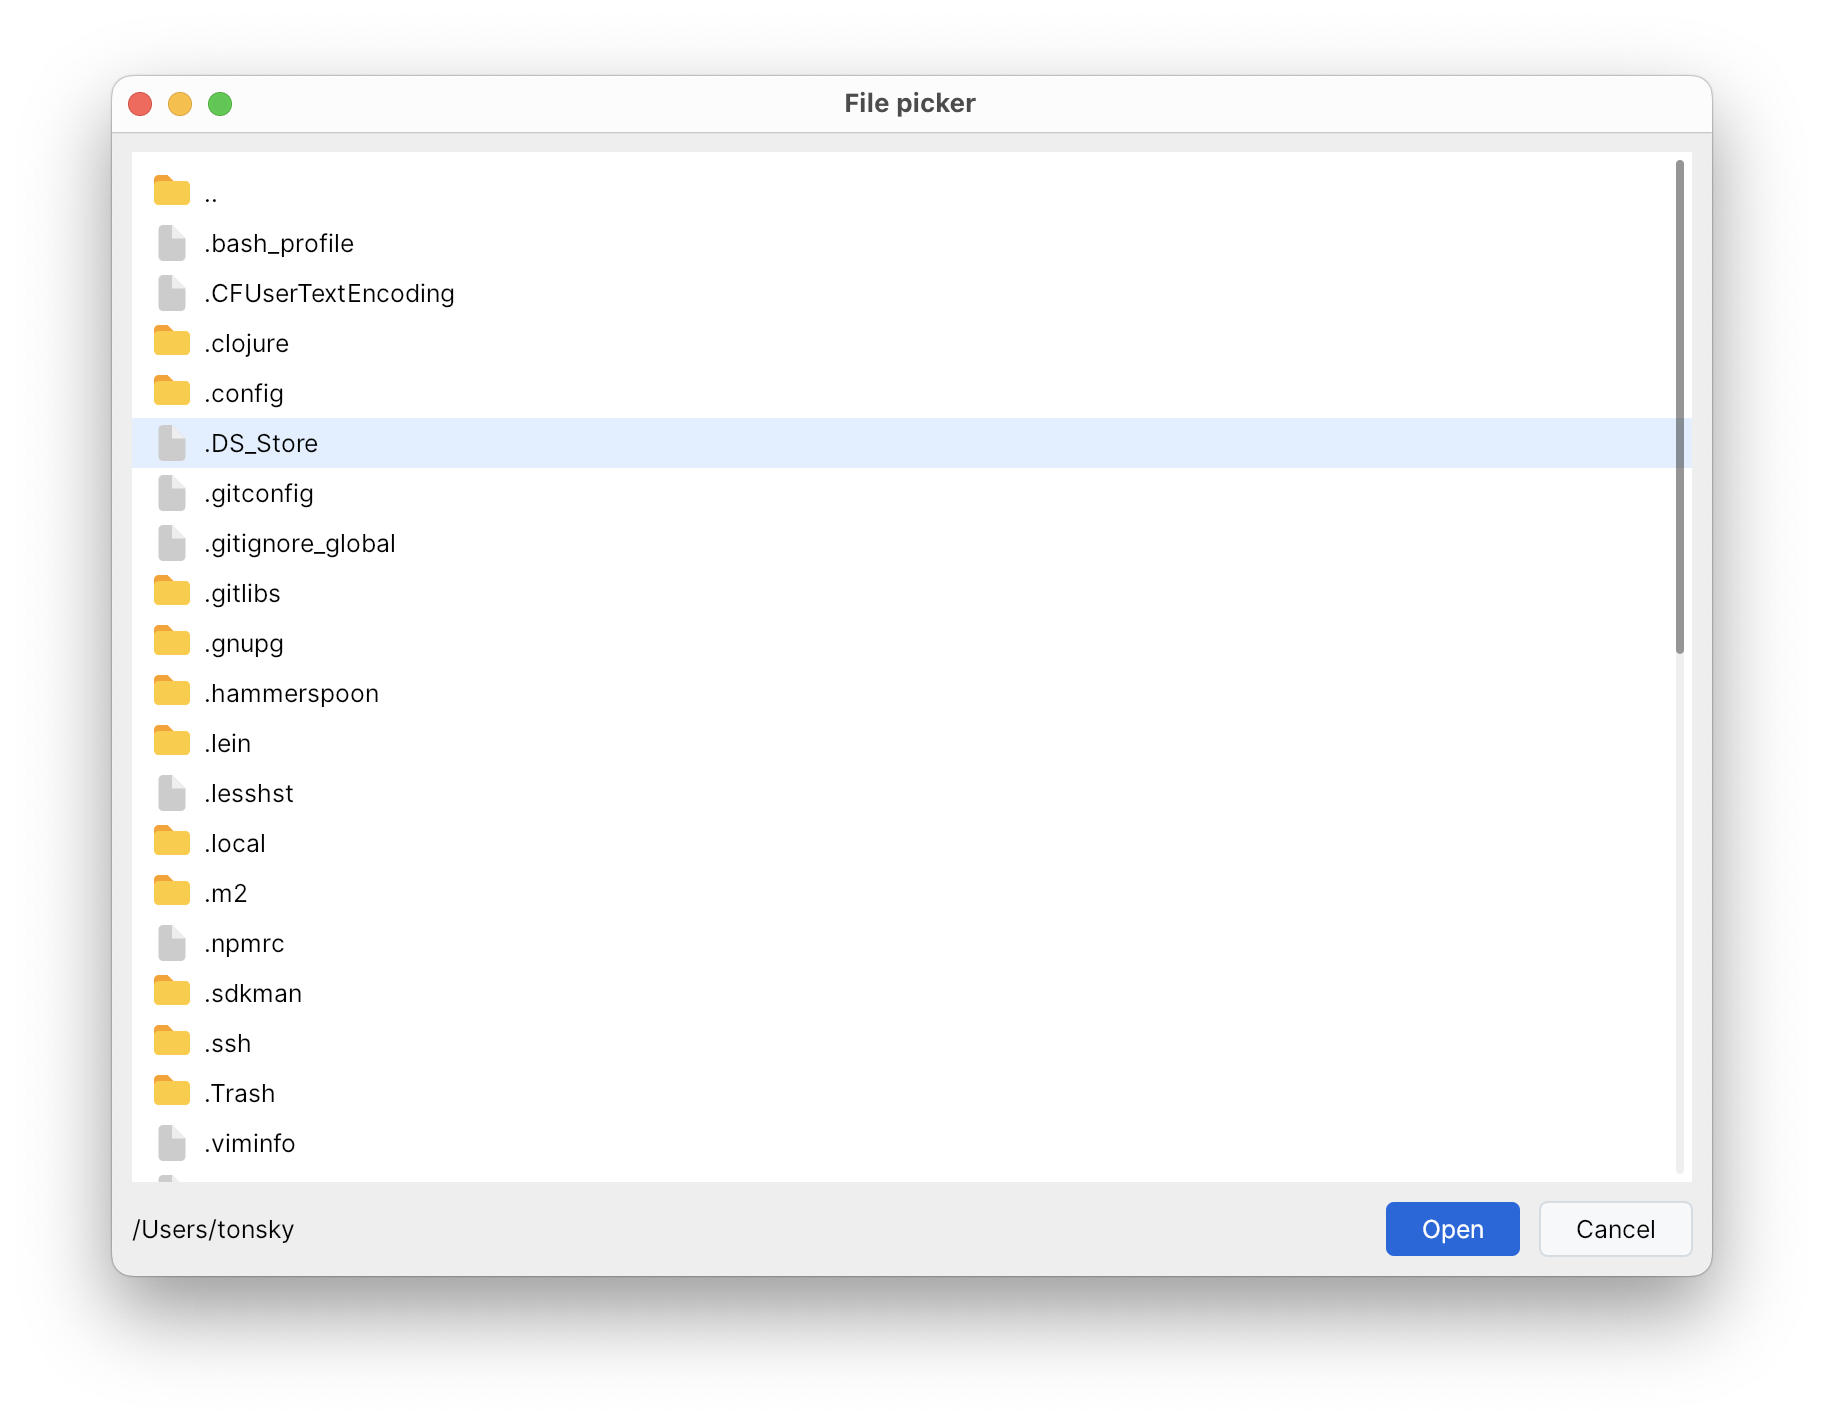 File picker
..
.bash_profile
.CFUserTextEncoding
.clojure
.config
.DS_Store
.gitconfig
.gitignore_global
.gitlibs
.gnupg
.hammerspoon
.lein
.lesshst
.local
.m2
.npmrc
.sdkman
.ssh
.Trash
.viminfo
/Users/tonsky
Open
Cancel